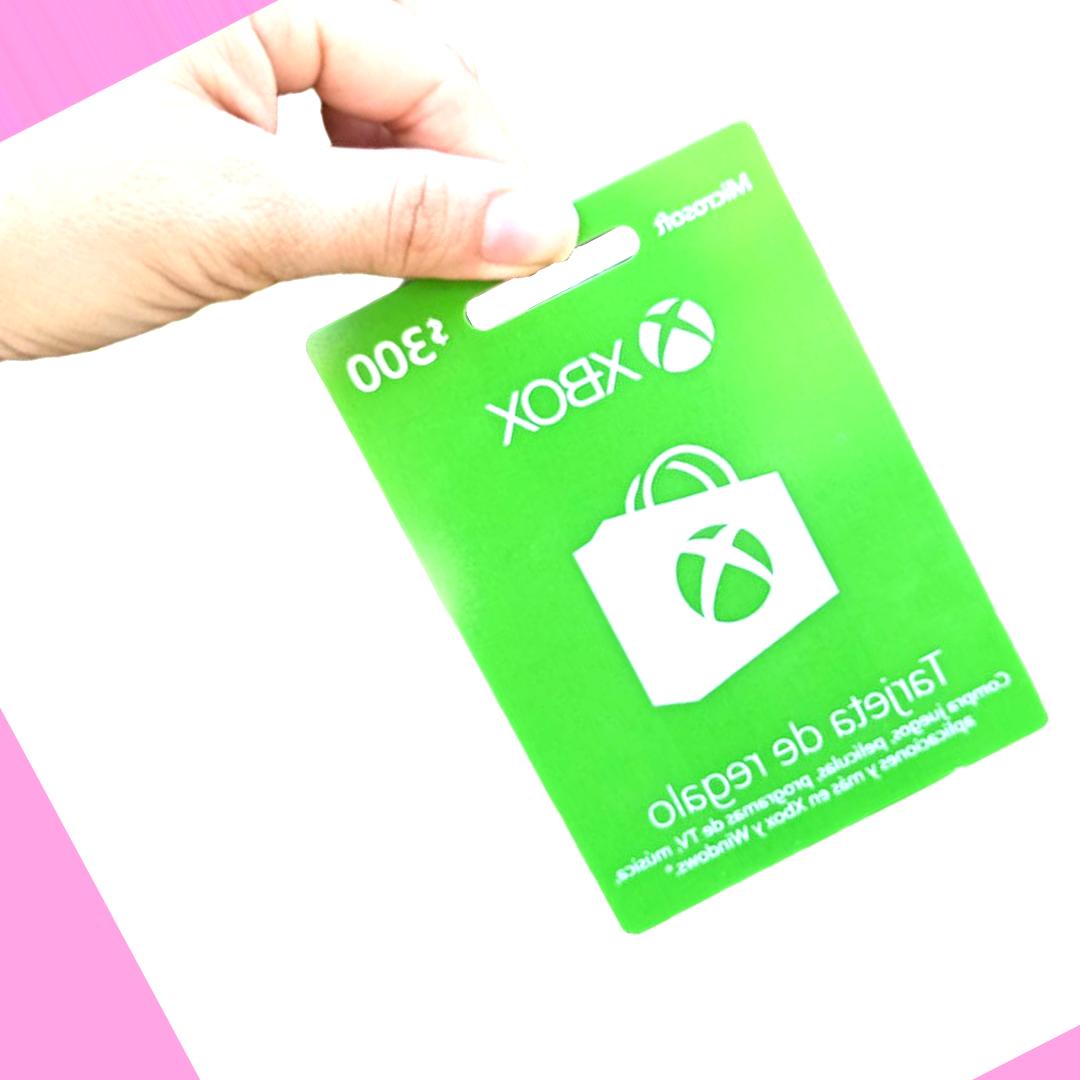 Microsoft
$300
XBOX
Tarjeta de regalo
Compra juegos, películas, programas de TV, música,
aplicaciones y más en Xbox y Windows.*